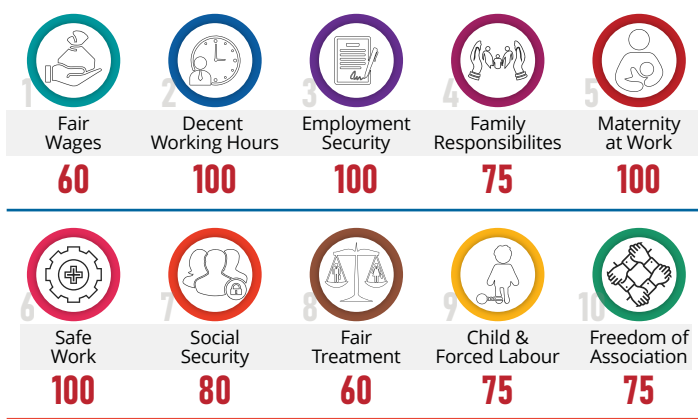 1 2 3 4 5
Fair Decent Employment Family Maternity
Wages Working Hours Security Responsibilites at Work
60 100 100 75 100
6 7 8 9 10
Safe Social Fair Child & Freedom of
Work Security Treatment Forced Labour Association
100 80 60 75 75